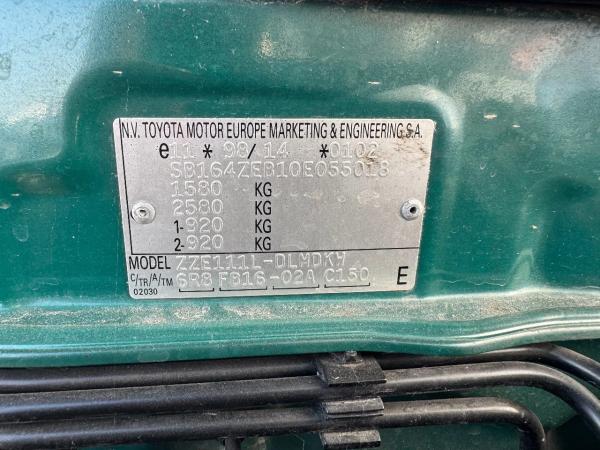 N.V. TOYOTA MOTOR EUROPE MARKETING & ENGINEERING S.A.
e11 * 98/14 *0102
SB164ZEB10E055018
1580 KG
2580 KG
1-920 KG
2-920 KG
MODEL ZZE111L-DLMDKW
C/TR/A/TM 6R8 FB16-02A C150 E
02030